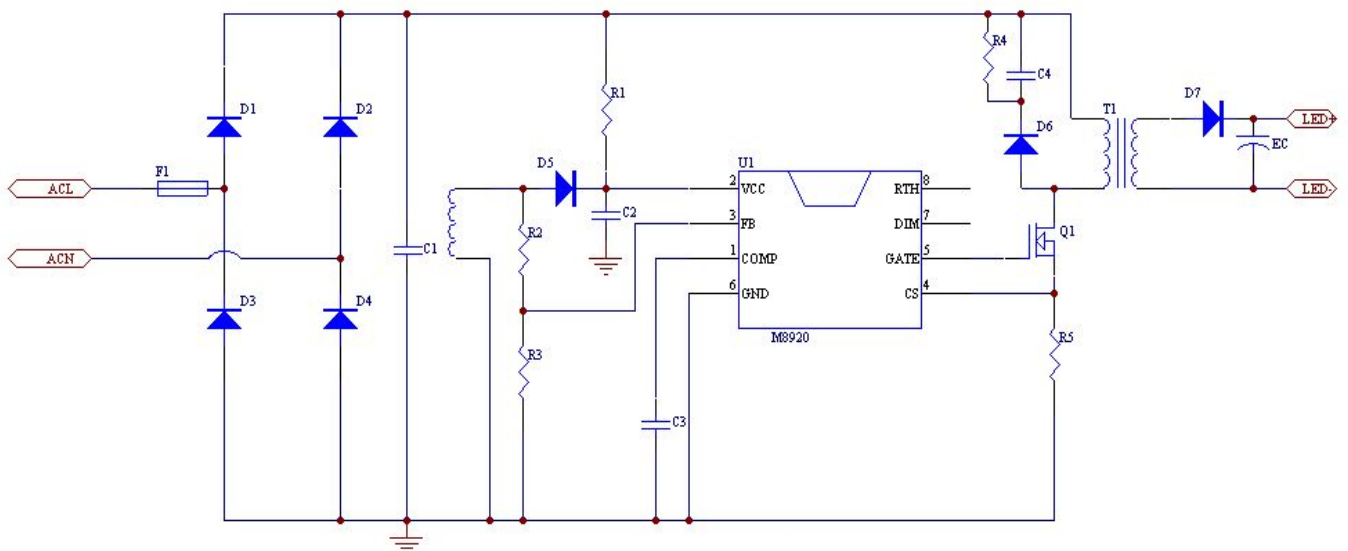 R4
C4
D1
D2
R1
T1
D7
LED+
D6
EC
F1
D5
U1
ACL
2
VCC
RTH
8
LED-
C2
3
FB
DIM
7
R2
Q1
ACN
C1
1
COMP
GATE
5
6
GND
CS
4
D3
D4
M8920
R5
R3
C3